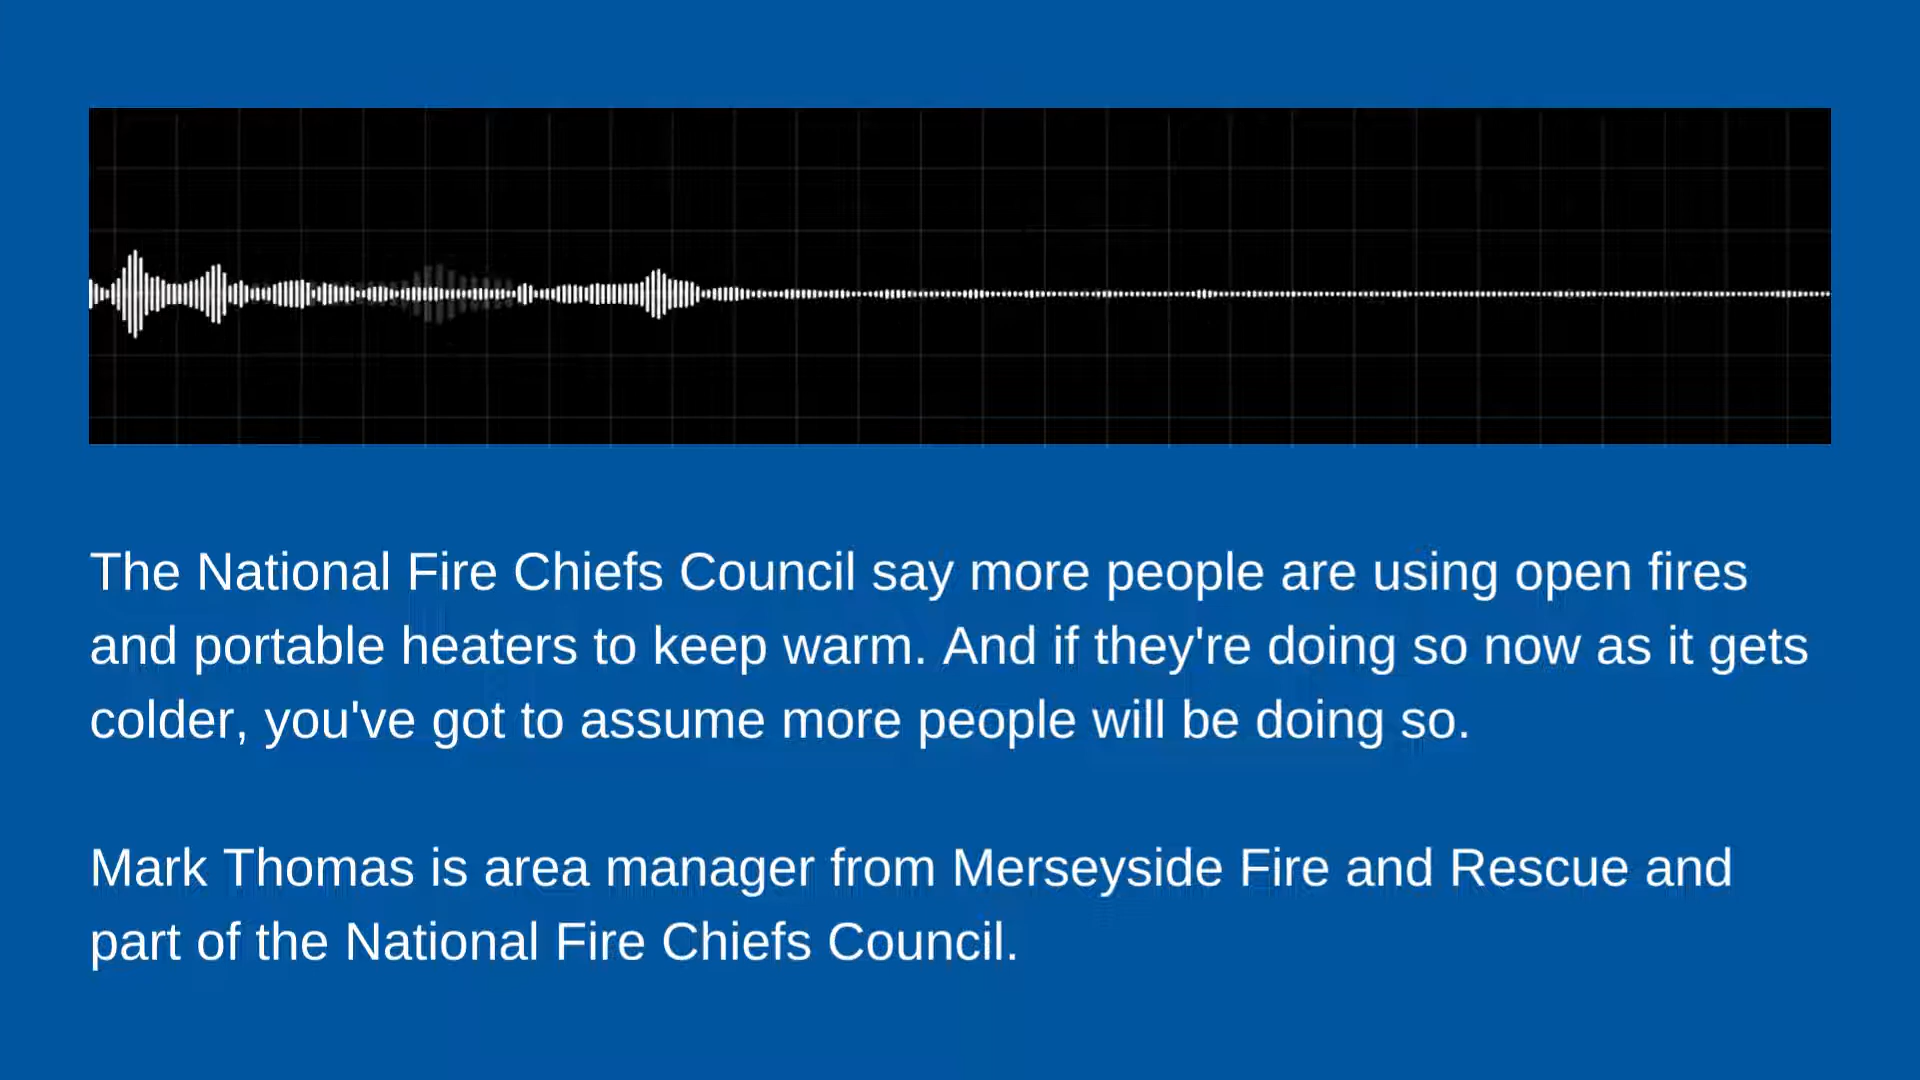 The National Fire Chiefs Council say more people are using open fires
and portable heaters to keep warm. And if they're doing so now as it gets
colder, you've got to assume more people will be doing so.
Mark Thomas is area manager from Merseyside Fire and Rescue and
part of the National Fire Chiefs Council.